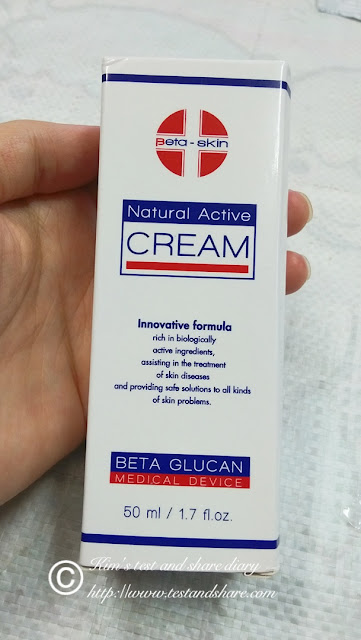 Beta-skin
Natural Active
CREAM
Innovative formula
rich in biologically
active ingredients,
assisting in the treatment
of skin diseases
and providing safe solutions to all kinds
of skin problems.
BETA GLUCAN
MEDICAL DEVICE
50 ml / 1.7 fl.oz.
© Kim's test and share diary
http://www.testandshare.com